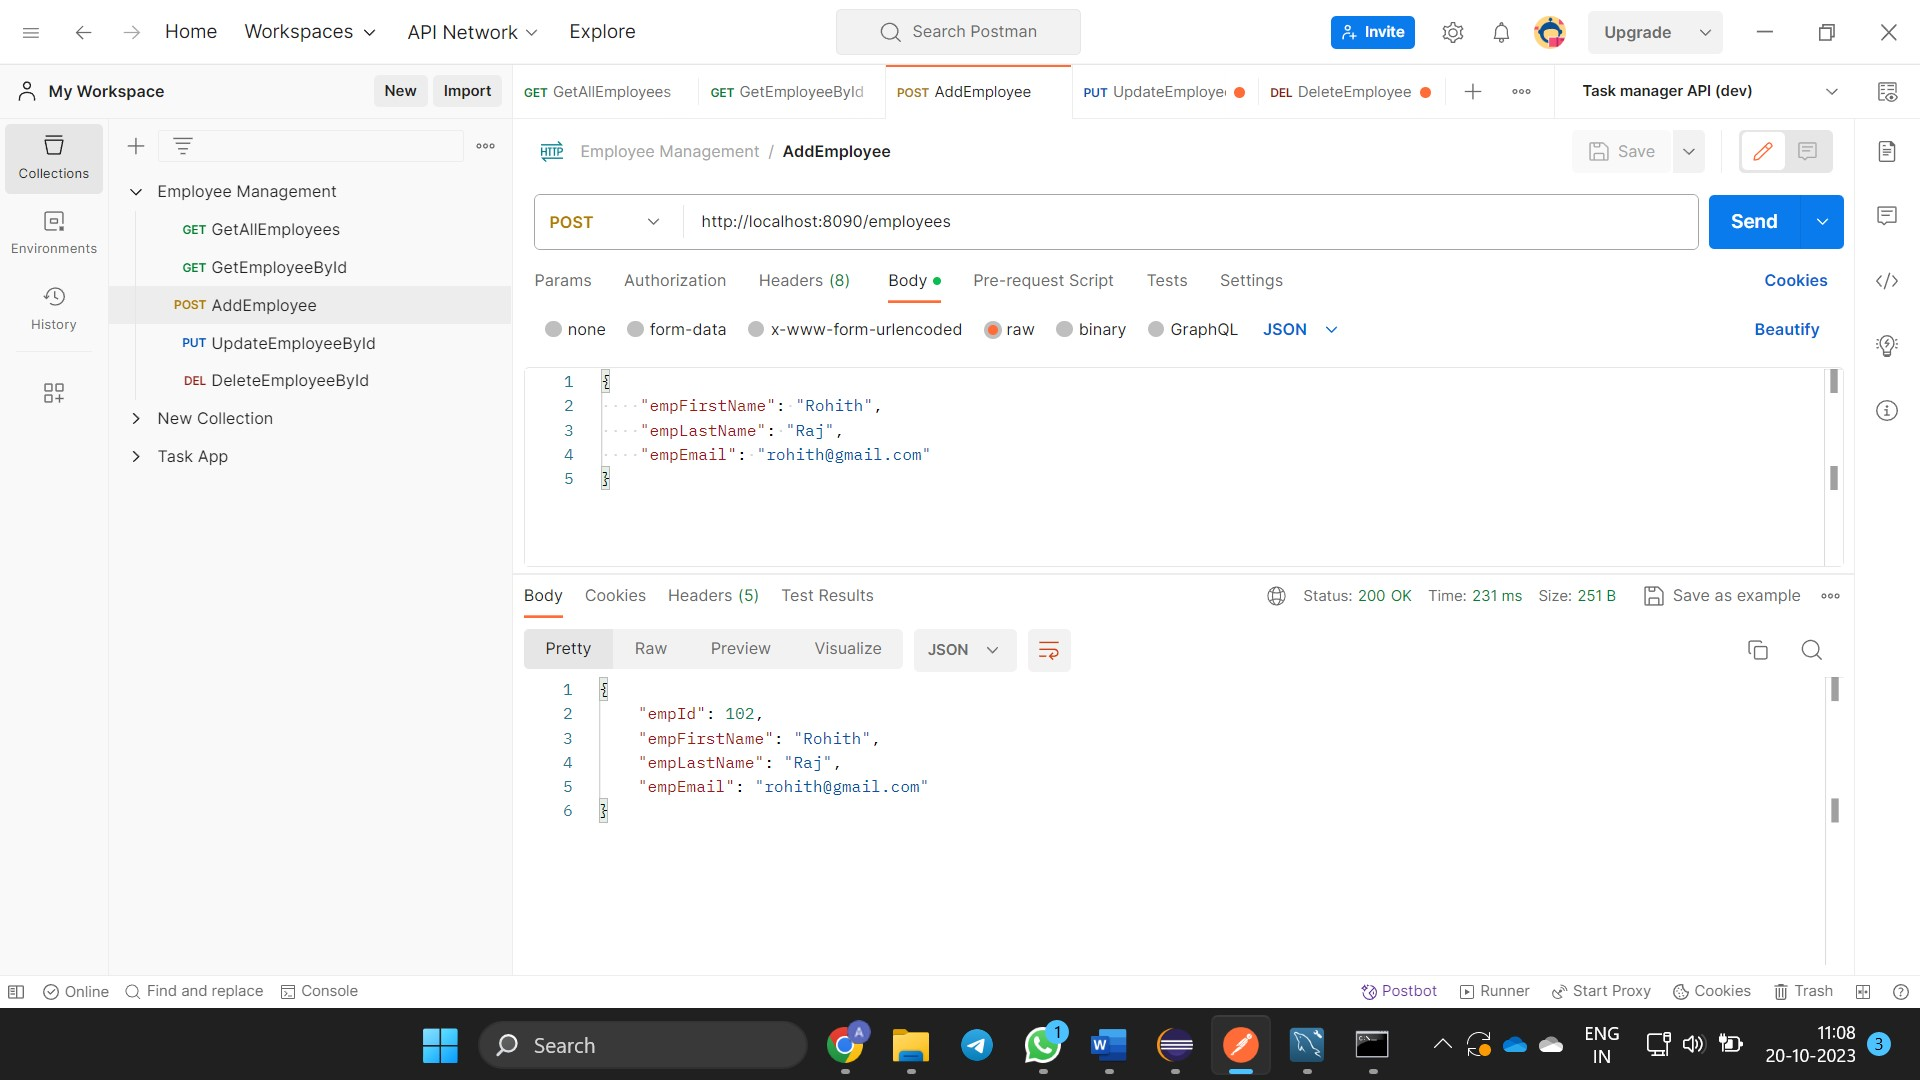 Home Workspaces API Network Explore Search Postman Invite Upgrade
My Workspace New Import GET GetAllEmployees GET GetEmployeeById POST AddEmployee PUT UpdateEmploye DEL DeleteEmployee Task manager API (dev)
Collections
Environments
History
Employee Management
GET GetAllEmployees
GET GetEmployeeById
POST AddEmployee
PUT UpdateEmployeeById
DEL DeleteEmployeeById
New Collection
Task App
HTTP Employee Management / AddEmployee Save
POST http://localhost:8090/employees Send
Params Authorization Headers (8) Body Pre-request Script Tests Settings Cookies
none form-data x-www-form-urlencoded raw binary GraphQL JSON Beautify
1 {
2 "empFirstName": "Rohith",
3 "empLastName": "Raj",
4 "empEmail": "rohith@gmail.com"
5 }
Body Cookies Headers (5) Test Results Status: 200 OK Time: 231 ms Size: 251 B Save as example
Pretty Raw Preview Visualize JSON
1 {
2 "empId": 102,
3 "empFirstName": "Rohith",
4 "empLastName": "Raj",
5 "empEmail": "rohith@gmail.com"
6 }
Online Find and replace Console Postbot Runner Start Proxy Cookies Trash
Search A 1 W ENG IN 11:08 20-10-2023 3